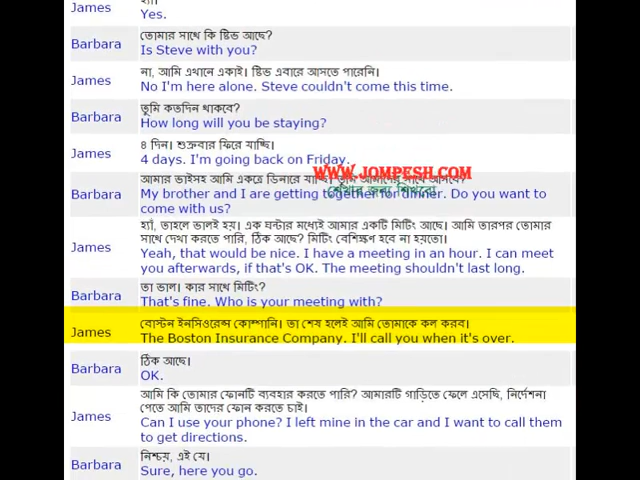 James
হ্যাঁ।
Yes.
Barbara
তোমার সাথে কি ষ্টিভ আছে?
Is Steve with you?
James
না, আমি এখানে একাই। ষ্টিভ এবারে আসতে পারেনি।
No I'm here alone. Steve couldn't come this time.
Barbara
তুমি কতদিন থাকবে?
How long will you be staying?
James
৪ দিন। শুক্রবার ফিরে যাচ্ছি।
4 days. I'm going back on Friday.
WWW.JOMPESH.COM
শেখার জন্য শিখবো
Barbara
আমার ভাইসহ আমি একত্রে ডিনারে যাচ্ছি। তুমি আমাদের সাথে আসবে?
My brother and I are getting together for dinner. Do you want to
come with us?
James
হ্যাঁ, তাহলে ভালই হয়। এক ঘন্টার মধ্যেই আমার একটি মিটিং আছে। আমি তারপর তোমার
সাথে দেখা করতে পারি, ঠিক আছে? মিটিং বেশিক্ষণ হবে না হয়তো।
Yeah, that would be nice. I have a meeting in an hour. I can meet
you afterwards, if that's OK. The meeting shouldn't last long.
Barbara
তা ভাল। কার সাথে মিটিং?
That's fine. Who is your meeting with?
James
বোস্টন ইনসিওরেন্স কোম্পানি। তা শেষ হলেই আমি তোমাকে কল করব।
The Boston Insurance Company. I'll call you when it's over.
Barbara
ঠিক আছে।
OK.
James
আমি কি তোমার ফোনটি ব্যবহার করতে পারি? আমারটি গাড়িতে ফেলে এসেছি, নির্দেশনা
পেতে আমি তাদের ফোন করতে চাই।
Can I use your phone? I left mine in the car and I want to call them
to get directions.
Barbara
নিশ্চয়, এই যে।
Sure, here you go.